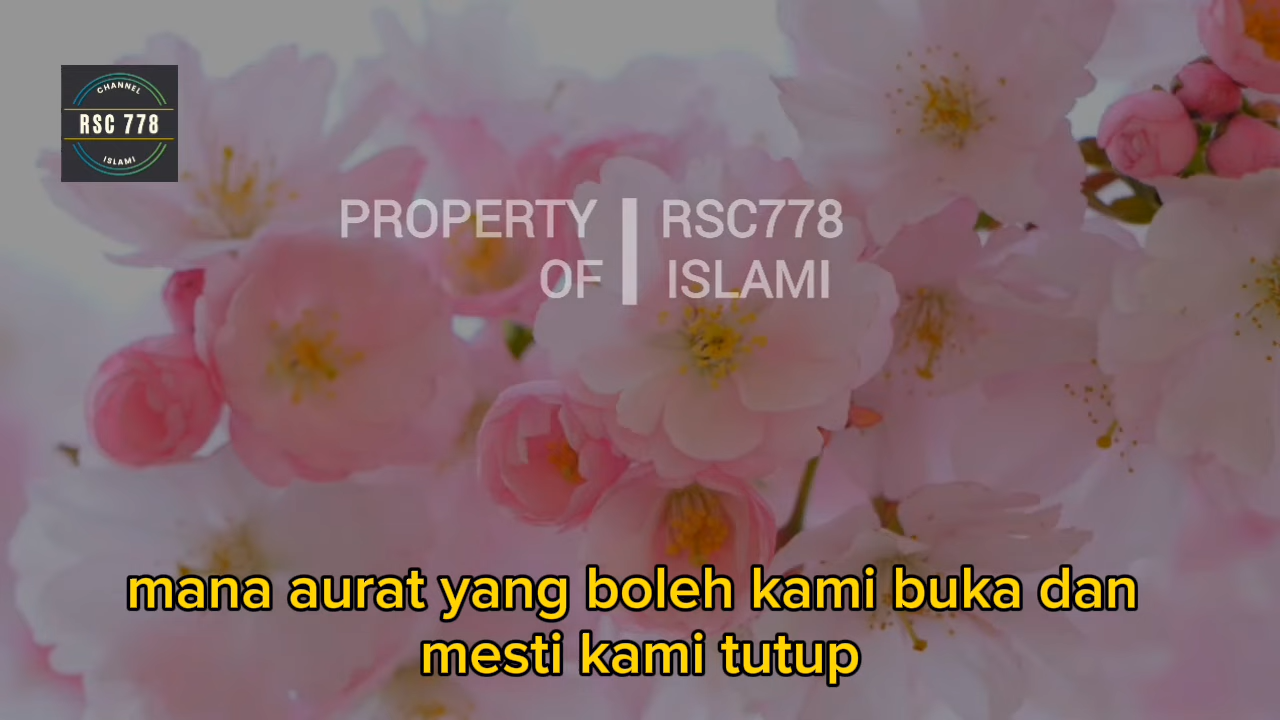 CHANNEL
RSC 778
ISLAMI
PROPERTY OF
RSC778 ISLAMI
mana aurat yang boleh kami buka dan
mesti kami tutup